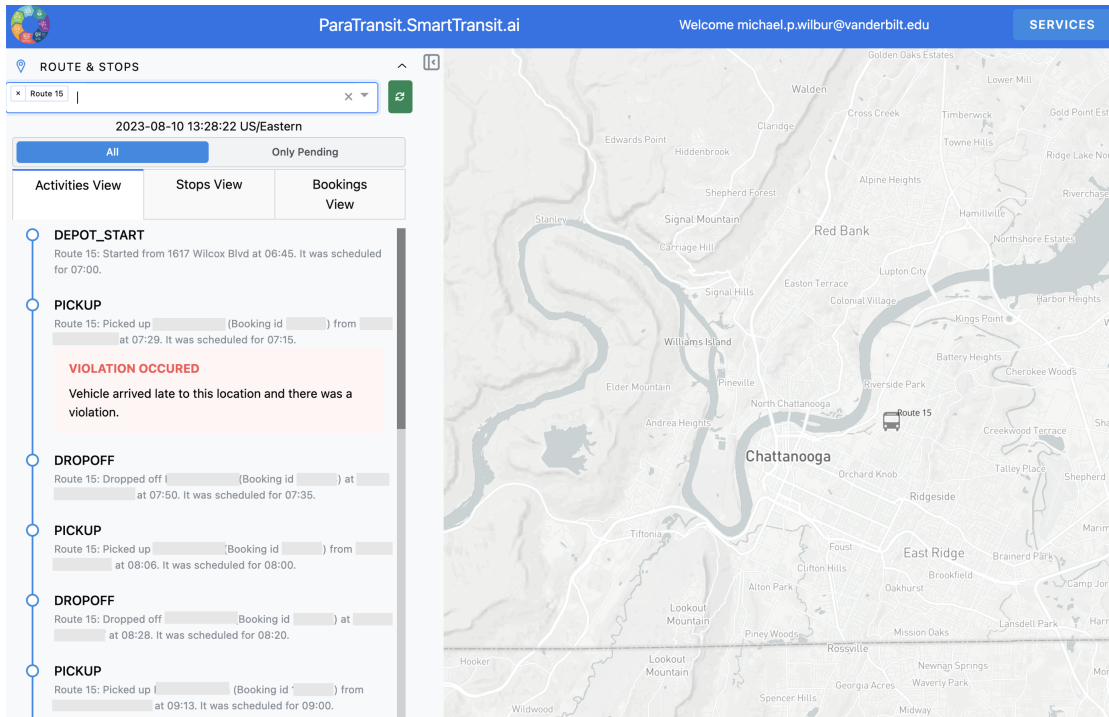 ParaTransit.SmartTransit.ai
Welcome michael.p.wilbur@vanderbilt.edu
SERVICES
ROUTE & STOPS
× Route 15
2023-08-10 13:28:22 US/Eastern
All
Only Pending
Activities View
Stops View
Bookings
View
DEPOT_START
Route 15: Started from 1617 Wilcox Blvd at 06:45. It was scheduled
for 07:00.
PICKUP
Route 15: Picked up (Booking id ) from
at 07:29. It was scheduled for 07:15.
VIOLATION OCCURED
Vehicle arrived late to this location and there was a
violation.
DROPOFF
Route 15: Dropped off (Booking id ) at
at 07:50. It was scheduled for 07:35.
PICKUP
Route 15: Picked up (Booking id ) from
at 08:06. It was scheduled for 08:00.
DROPOFF
Route 15: Dropped off Booking id ) at
at 08:28. It was scheduled for 08:20.
PICKUP
Route 15: Picked up (Booking id ) from
at 09:13. It was scheduled for 09:00.
Golden Oaks Estates
Lower Mill
Walden
Cross Creek
Timberwick
Gold Point Est
Claridge
Edwards Point
Hiddenbrook
Towne Hills
Ridge Lake Nor
Alpine Heights
Shepherd Forest
Riverchase
Stanley
Signal Mountain
Hamillville
Red Bank
Carriage Hill
Northshore Estates
Lupton City
Easton Terrace
Signal Hills
Colonial Village
Harbor Heights
Kings Point
Williams Island
Battery Heights
Cherokee Woods
Elder Mountain
Pineville
Riverside Park
North Chattanooga
Route 15
Andrea Heights
Creekwood Terrace
Chattanooga
Orchard Knob
Talley Place
Shepherd
Ridgeside
Marim
Tiftonia
Foust
East Ridge
Brainerd Park
Clifton Hills
Brookfield
Alton Park
Oakhurst
Camp Jor
Lookout
Mountain
Lansdell Park
Harr
Piney Woods
Mission Oaks
Rossville
Hooker
Lookout
Mountain
Newnan Springs
Georgia Acres
Waverly Park
Spencer Hills
Wildwood
Midway